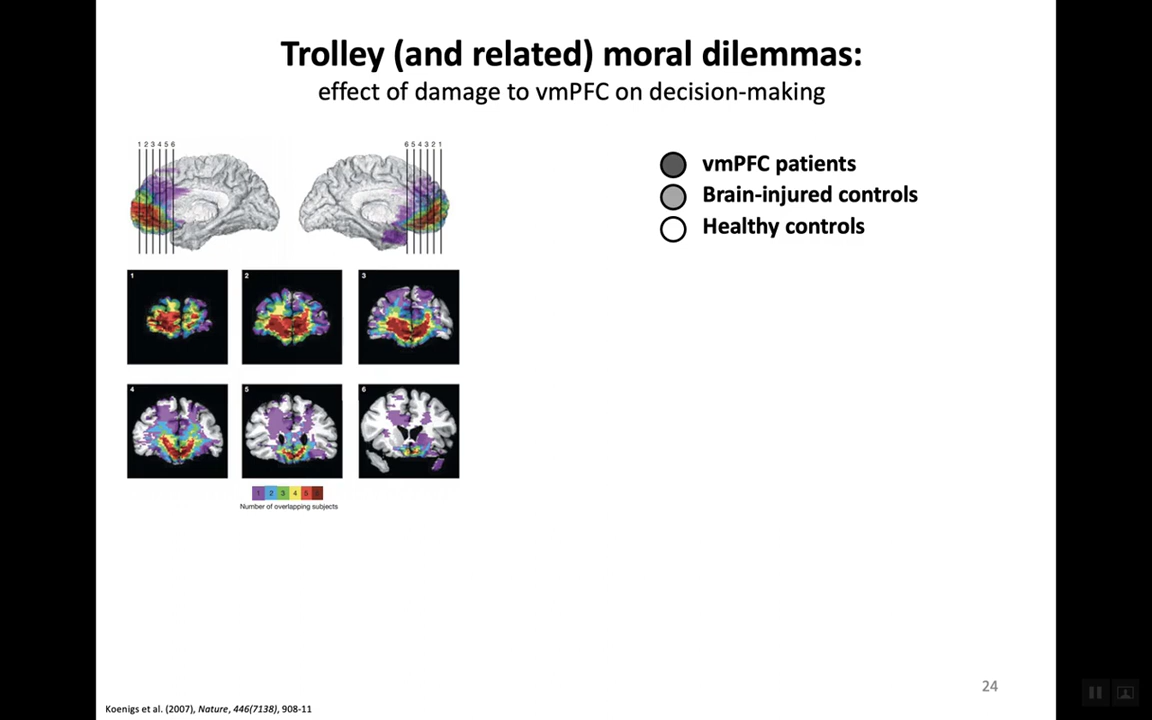 Trolley (and related) moral dilemmas:
effect of damage to vmPFC on decision-making
1 2 3 4 5 6
6 5 4 3 2 1
vmPFC patients
Brain-injured controls
Healthy controls
1
2
3
4
5
6
1 2 3 4 5
Number of overlapping subjects
24
Koenigs et al. (2007), Nature, 446(7138), 908-11